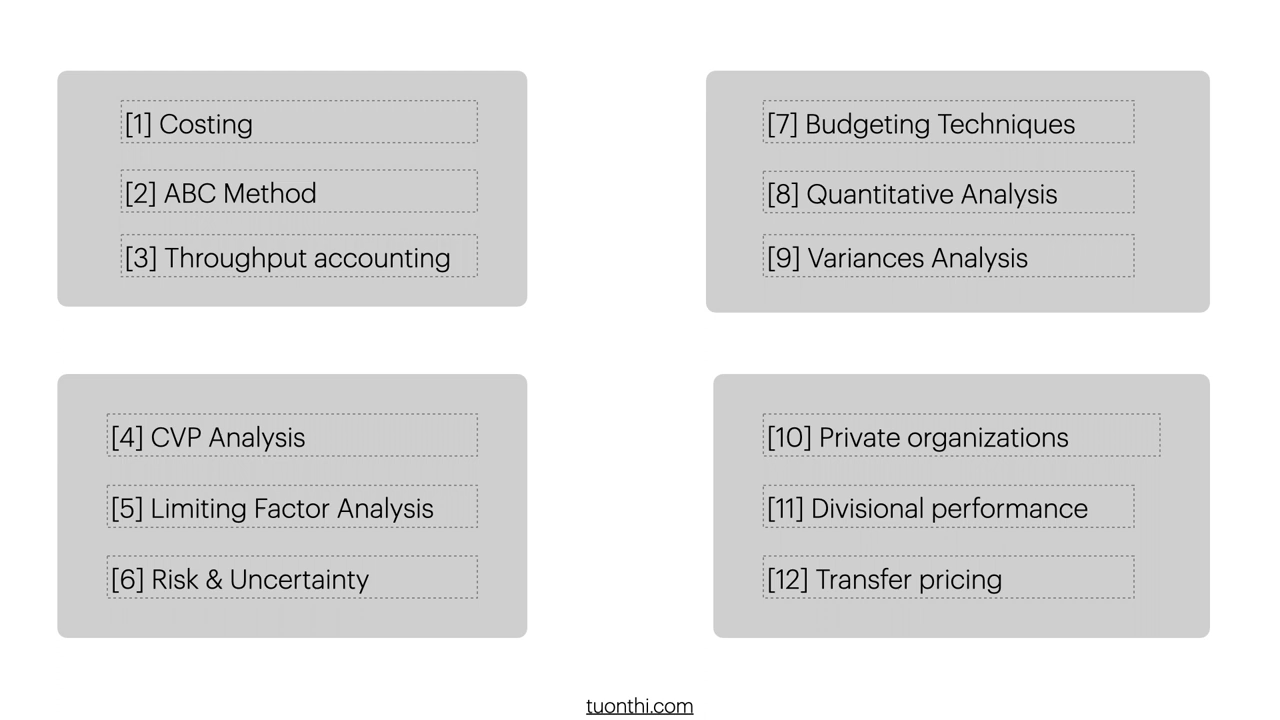 [1] Costing
[2] ABC Method
[3] Throughput accounting
[4] CVP Analysis
[5] Limiting Factor Analysis
[6] Risk & Uncertainty
[7] Budgeting Techniques
[8] Quantitative Analysis
[9] Variances Analysis
[10] Private organizations
[11] Divisional performance
[12] Transfer pricing
tuonthi.com